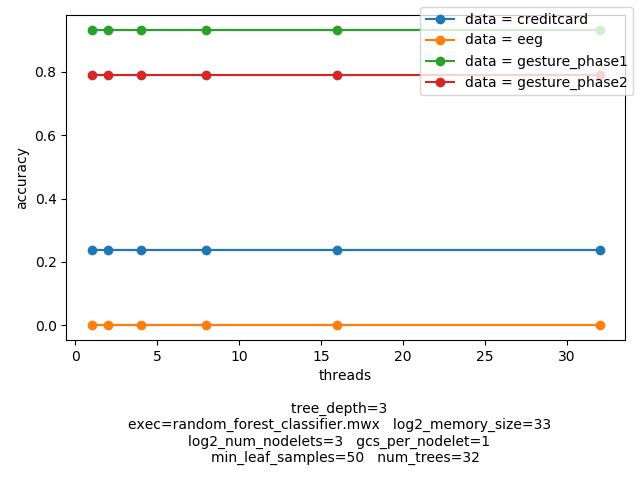 data = creditcard
data = eeg
data = gesture_phase1
data = gesture_phase2
0.8
0.6
0.4
0.2
0.0
accuracy
0 5 10 15 20 25 30
threads
tree_depth=3
exec=random_forest_classifier.mwx log2_memory_size=33
log2_num_nodelets=3 gcs_per_nodelet=1
min_leaf_samples=50 num_trees=32